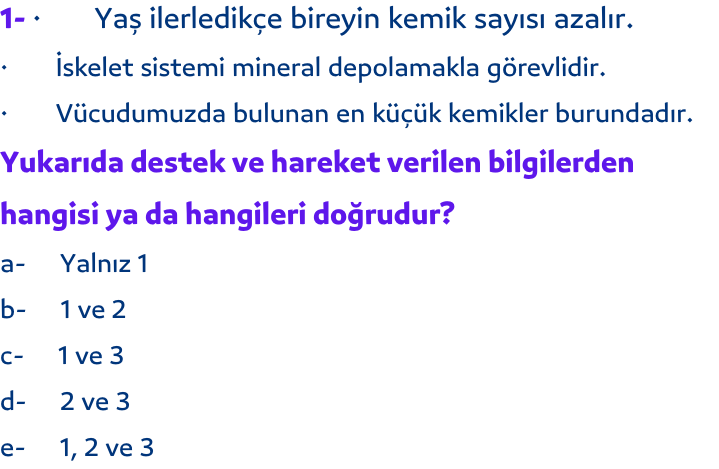 1- · Yaş ilerledikçe bireyin kemik sayısı azalır.
· İskelet sistemi mineral depolamakla görevlidir.
· Vücudumuzda bulunan en küçük kemikler burundadır.
Yukarıda destek ve hareket verilen bilgilerden
hangisi ya da hangileri doğrudur?
a- Yalnız 1
b- 1 ve 2
c- 1 ve 3
d- 2 ve 3
e- 1, 2 ve 3